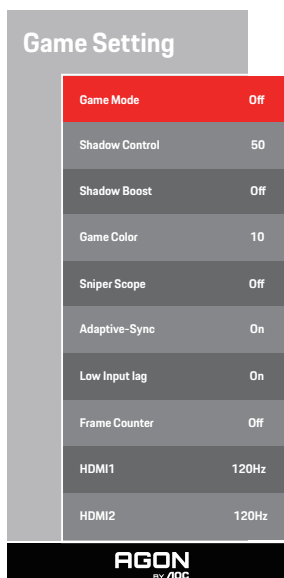 Game Setting
Game Mode Off
Shadow Control 50
Shadow Boost Off
Game Color 10
Sniper Scope Off
Adaptive-Sync On
Low Input lag On
Frame Counter Off
HDMI1 120Hz
HDMI2 120Hz
AGON
BY AOC